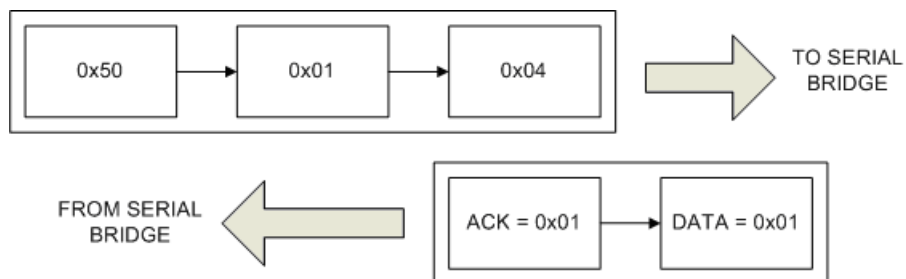 0x50
0x01
0x04
TO SERIAL
BRIDGE
FROM SERIAL
BRIDGE
ACK = 0x01
DATA = 0x01